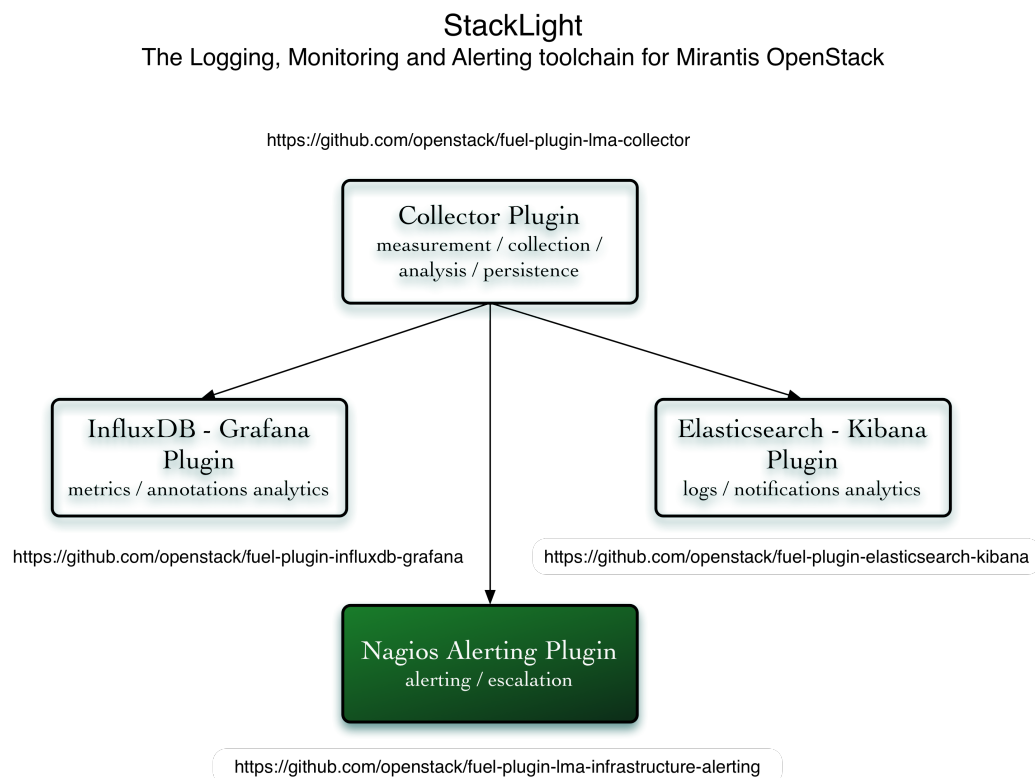 StackLight
The Logging, Monitoring and Alerting toolchain for Mirantis OpenStack
https://github.com/openstack/fuel-plugin-lma-collector
Collector Plugin
measurement / collection /
analysis / persistence
InfluxDB - Grafana
Plugin
metrics / annotations analytics
Elasticsearch - Kibana
Plugin
logs / notifications analytics
https://github.com/openstack/fuel-plugin-influxdb-grafana
https://github.com/openstack/fuel-plugin-elasticsearch-kibana
Nagios Alerting Plugin
alerting / escalation
https://github.com/openstack/fuel-plugin-lma-infrastructure-alerting